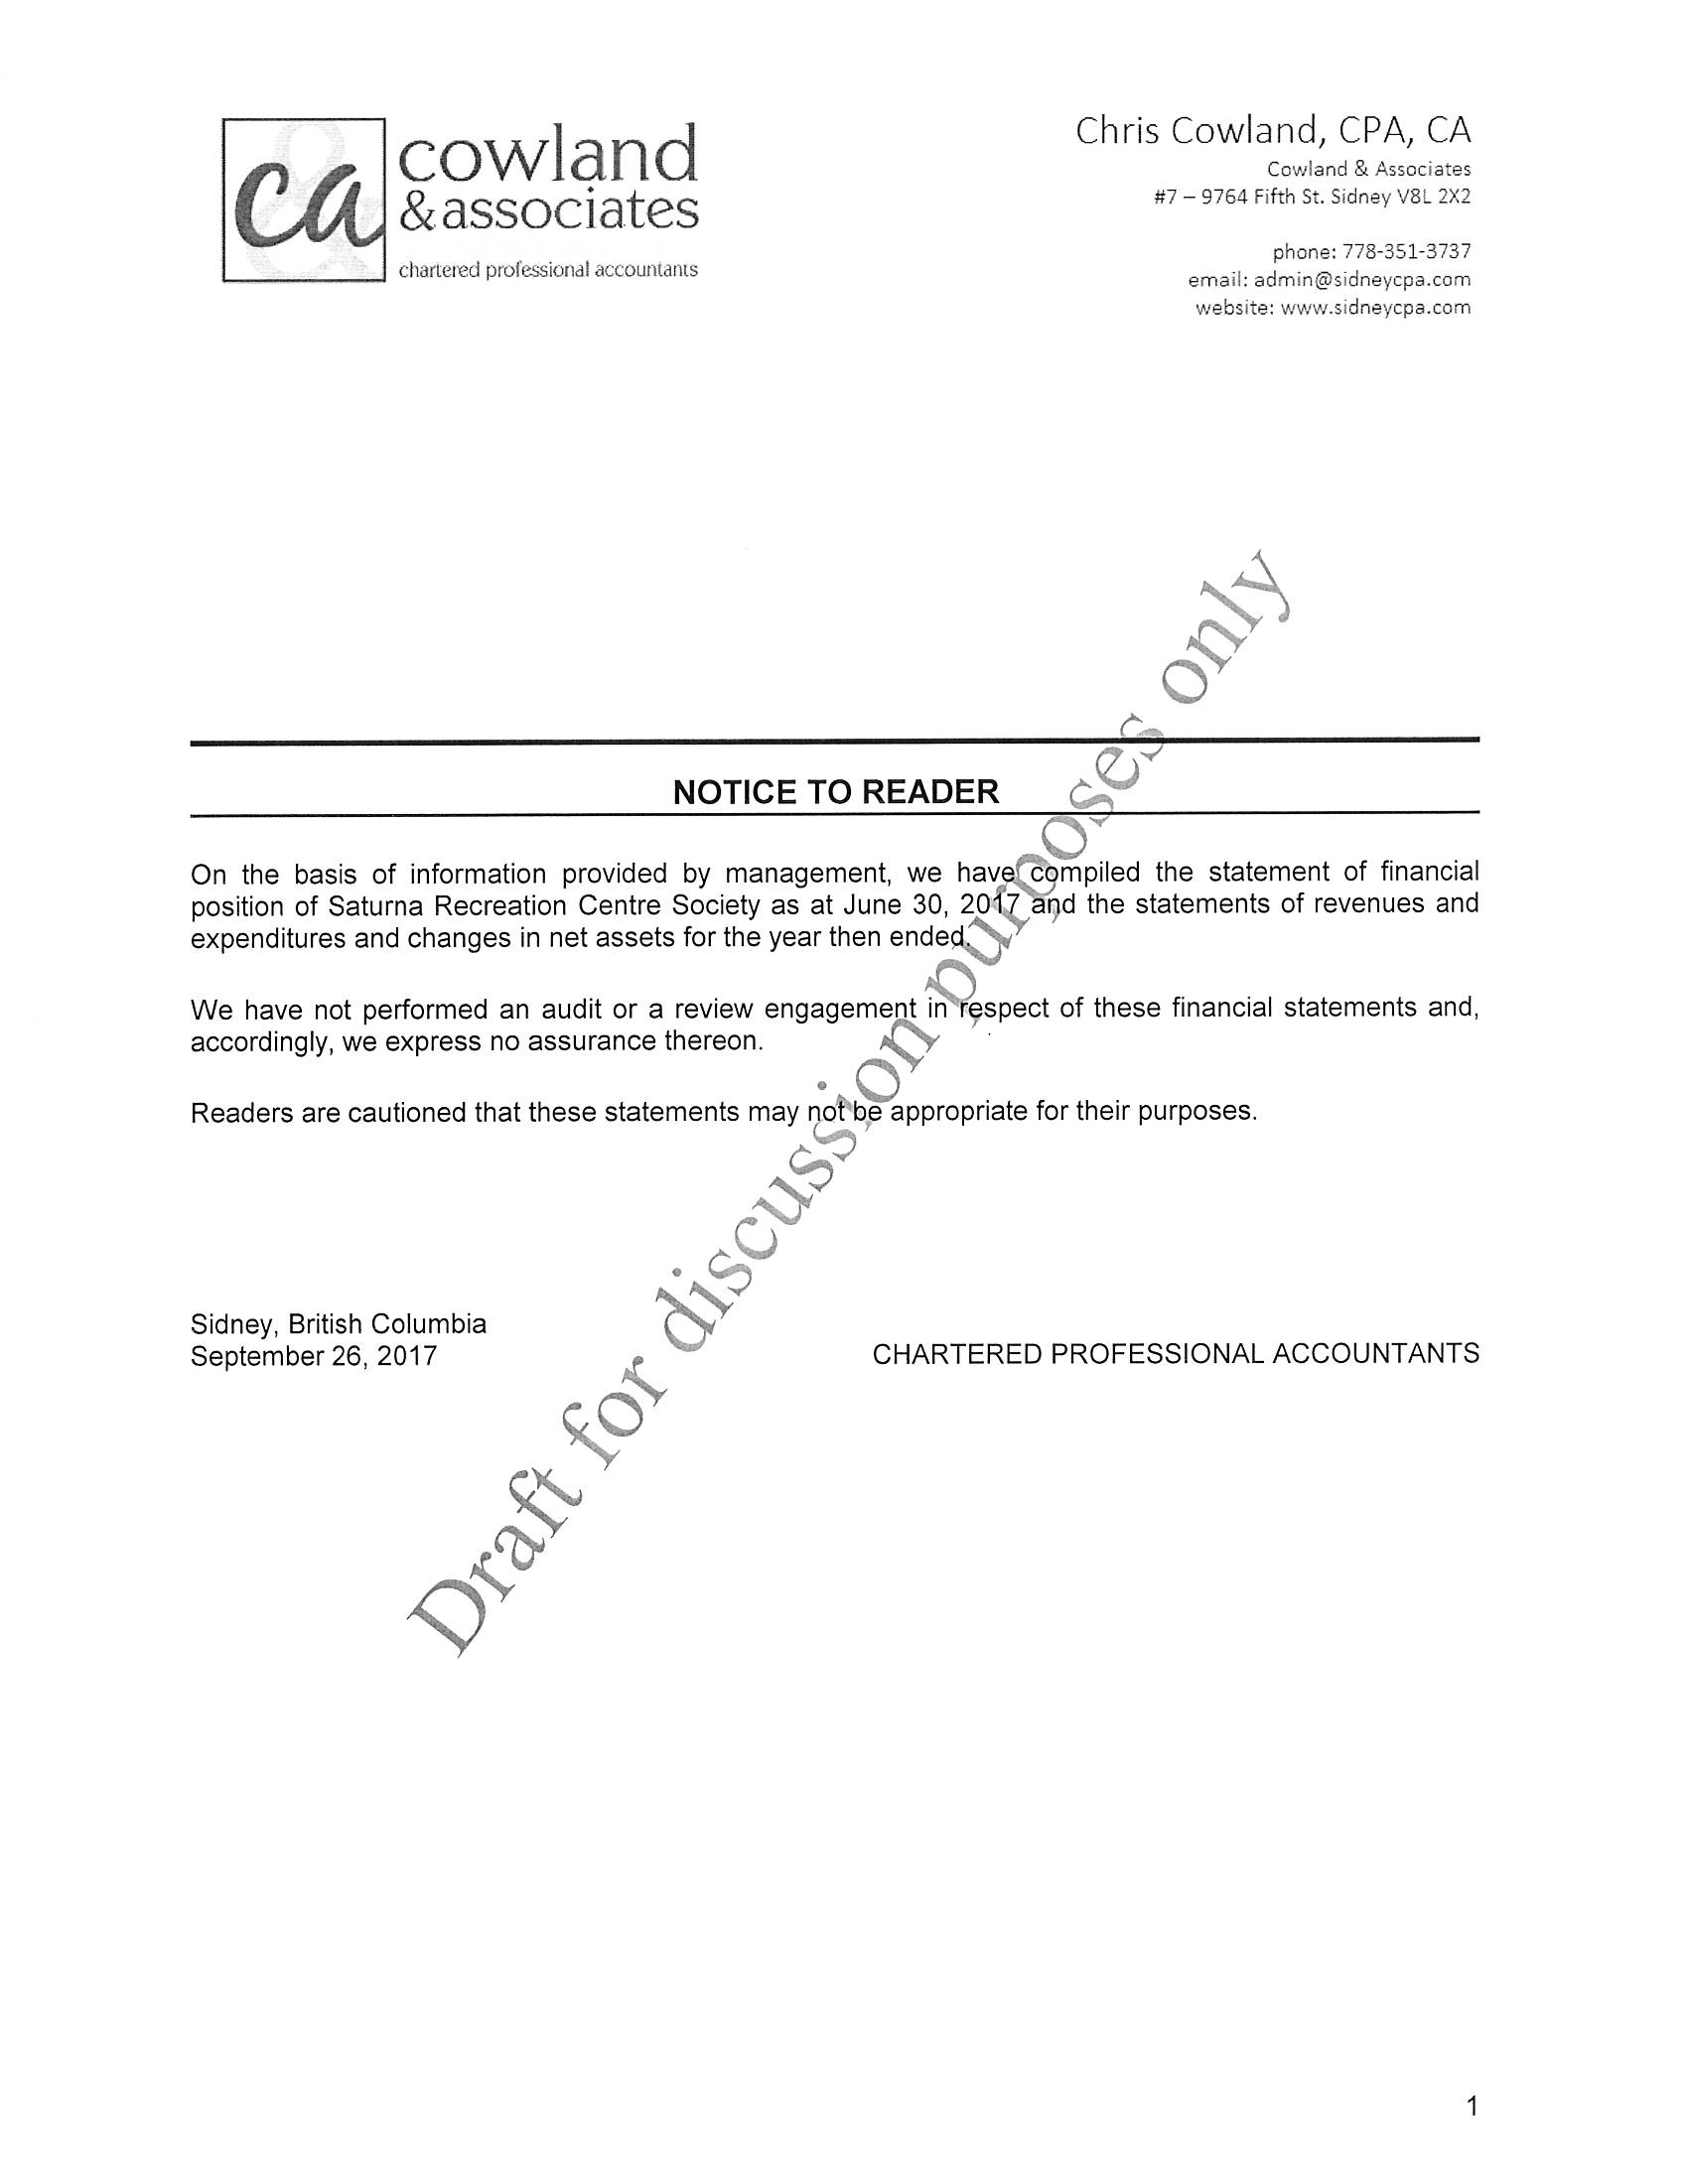 ca
cowland
&associates
chartered professional accountants
Chris Cowland, CPA, CA
Cowland & Associates
#7 – 9764 Fifth St. Sidney V8L 2X2
phone: 778-351-3737
email: admin@sidneycpa.com
website: www.sidneycpa.com
NOTICE TO READER
On the basis of information provided by management, we have compiled the statement of financial
position of Saturna Recreation Centre Society as at June 30, 2017 and the statements of revenues and
expenditures and changes in net assets for the year then ended.
We have not performed an audit or a review engagement in respect of these financial statements and,
accordingly, we express no assurance thereon.
Readers are cautioned that these statements may not be appropriate for their purposes.
Sidney, British Columbia
September 26, 2017
CHARTERED PROFESSIONAL ACCOUNTANTS
Draft for discussion purposes only
1